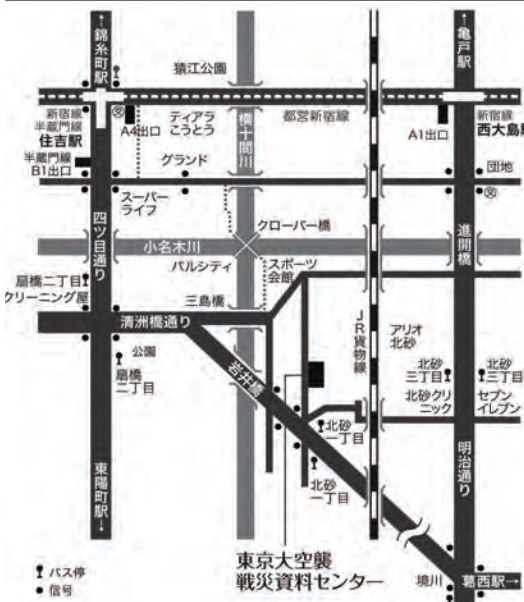 ←錦糸町駅
亀戸駅→
猿江公園
新宿線
半蔵門線
住吉駅
A4出口
ティアラ
こうとう
横十間川
都営新宿線
A1出口
新宿線
西大島駅
半蔵門線
B1出口
グランド
団地
スーパー
ライフ
クローバー橋
四ツ目通り
小名木川
進開橋
扇橋二丁目
クリーニング屋
パルシティ
スポーツ
会館
三島橋
清洲橋通り
JR貨物線
アリオ
北砂
公園
扇橋
二丁目
岩井橋
北砂
三丁目
北砂
三丁目
北砂クリ
ニック
セブン
イレブン
北砂
一丁目
明治通り
北砂
一丁目
東陽町駅→
東京大空襲
戦災資料センター
境川
葛西駅→
バス停
信号